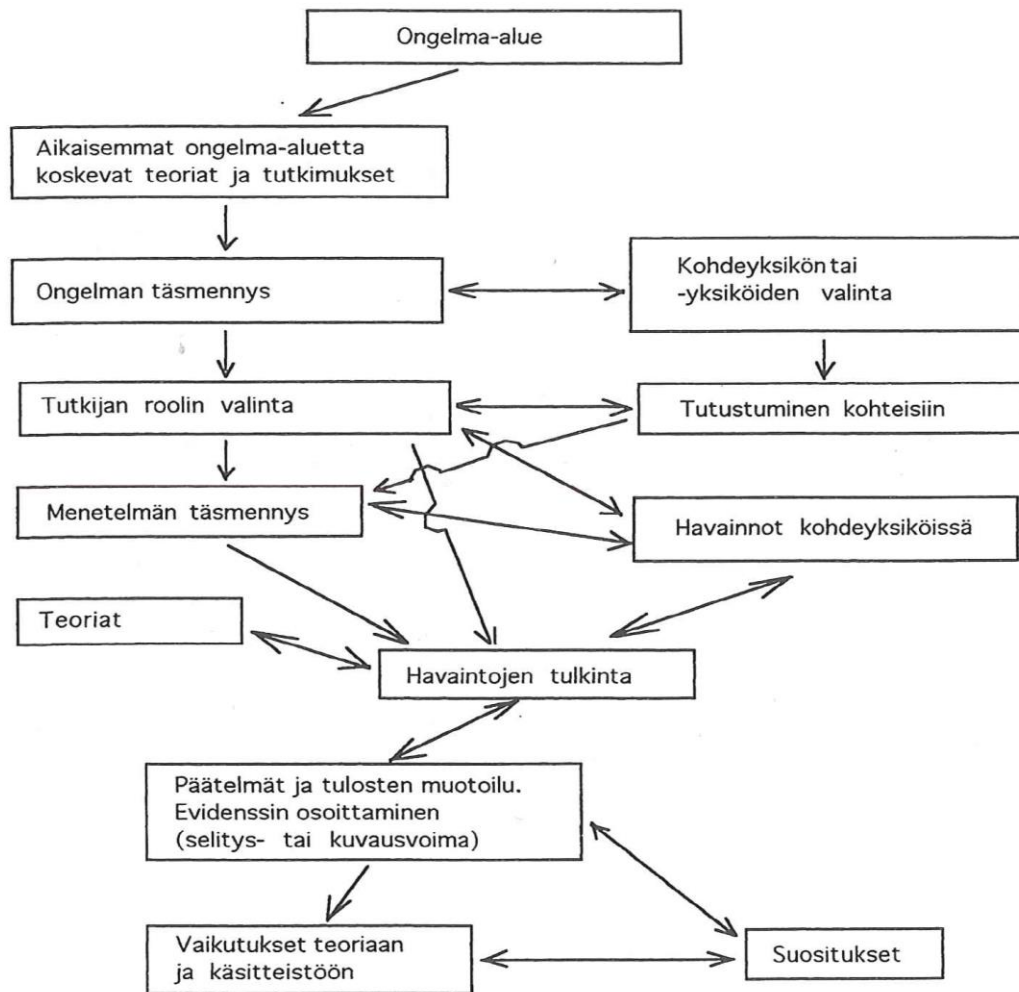 Ongelma-alue
Aikaisemmat ongelma-aluetta
koskevat teoriat ja tutkimukset
Ongelman täsmennys
Kohdeyksikön tai
-yksiköiden valinta
Tutkijan roolin valinta
Tutustuminen kohteisiin
Menetelmän täsmennys
Havainnot kohdeyksiköissä
Teoriat
Havaintojen tulkinta
Päätelmät ja tulosten muotoilu.
Evidenssin osoittaminen
(selitys- tai kuvausvoima)
Vaikutukset teoriaan
ja käsitteistöön
Suositukset